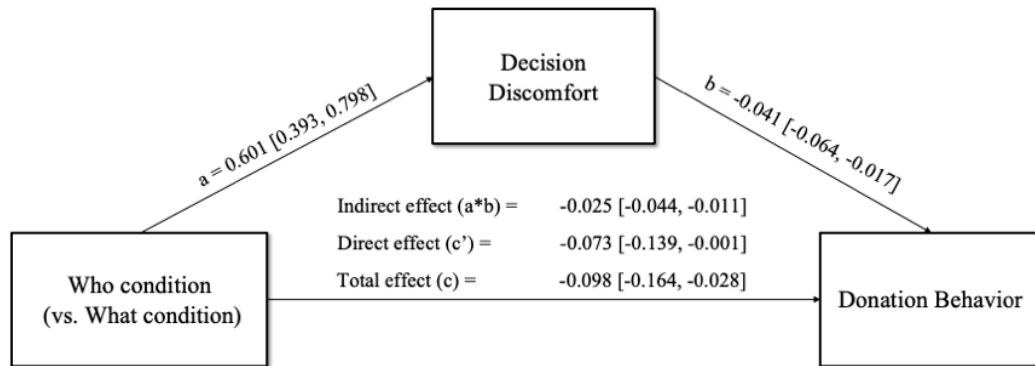 Decision
Discomfort
a = 0.601 [0.393, 0.798]
b = -0.041 [-0.064, -0.017]
Indirect effect (a*b) = -0.025 [-0.044, -0.011]
Direct effect (c’) = -0.073 [-0.139, -0.001]
Total effect (c) = -0.098 [-0.164, -0.028]
Who condition
(vs. What condition)
Donation Behavior